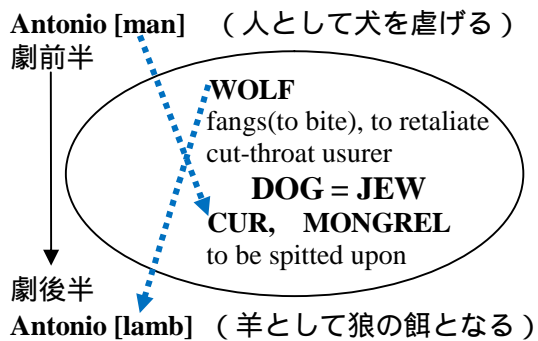 Antonio [man] （人として犬を虐げる）
劇前半
WOLF
fangs(to bite), to retaliate
cut-throat usurer
DOG = JEW
CUR, MONGREL
to be spitted upon
劇後半
Antonio [lamb] （羊として狼の餌となる）